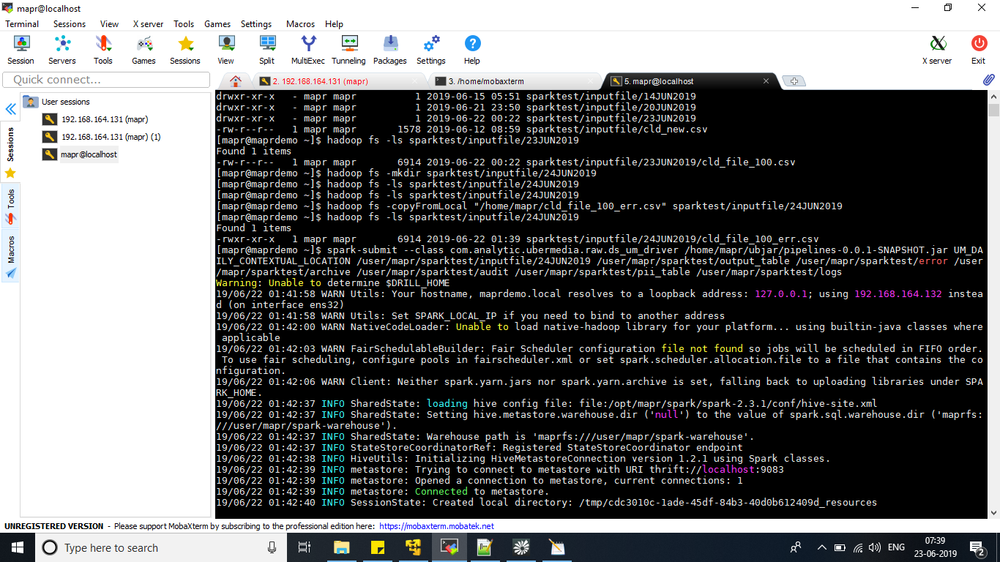 mapr@localhost
Terminal Sessions View X server Tools Games Settings Macros Help
Session Servers Tools Games Sessions View Split MultiExec Tunneling Packages Settings Help X server Exit
Quick connect...
2. 192.168.164.131 (mapr)
3. /home/mobaxterm
5. mapr@localhost
User sessions
192.168.164.131 (mapr)
192.168.164.131 (mapr) (1)
mapr@localhost
Sessions
Tools
Macros
drwxr-xr-x   - mapr mapr          1 2019-06-15 05:51 sparktest/inputfile/14JUN2019
drwxr-xr-x   - mapr mapr          1 2019-06-21 23:50 sparktest/inputfile/20JUN2019
drwxr-xr-x   - mapr mapr          1 2019-06-22 00:22 sparktest/inputfile/23JUN2019
-rw-r--r--   1 mapr mapr       1578 2019-06-12 08:59 sparktest/inputfile/cld_new.csv
[mapr@maprdemo ~]$ hadoop fs -ls sparktest/inputfile/23JUN2019
Found 1 items
-rw-r--r--   1 mapr mapr       6914 2019-06-22 00:22 sparktest/inputfile/23JUN2019/cld_file_100.csv
[mapr@maprdemo ~]$ hadoop fs -mkdir sparktest/inputfile/24JUN2019
[mapr@maprdemo ~]$ hadoop fs -ls sparktest/inputfile/24JUN2019
[mapr@maprdemo ~]$ hadoop fs -ls sparktest/inputfile/24JUN2019
[mapr@maprdemo ~]$ hadoop fs -copyFromLocal "/home/mapr/cld_file_100_err.csv" sparktest/inputfile/24JUN2019
[mapr@maprdemo ~]$ hadoop fs -ls sparktest/inputfile/24JUN2019
Found 1 items
-rwxr-xr-x   1 mapr mapr       6914 2019-06-22 01:39 sparktest/inputfile/24JUN2019/cld_file_100_err.csv
[mapr@maprdemo ~]$ spark-submit --class com.analytic.ubermedia.raw.ds_um_driver /home/mapr/ubjar/pipelines-0.0.1-SNAPSHOT.jar UM_DA
ILY_CONTEXTUAL_LOCATION /user/mapr/sparktest/inputfile/24JUN2019 /user/mapr/sparktest/output_table /user/mapr/sparktest/error /user
/mapr/sparktest/archive /user/mapr/sparktest/audit /user/mapr/sparktest/pii_table /user/mapr/sparktest/logs
Warning: Unable to determine $DRILL_HOME
19/06/22 01:41:58 WARN Utils: Your hostname, maprdemo.local resolves to a loopback address: 127.0.0.1; using 192.168.164.132 instea
d (on interface ens32)
19/06/22 01:41:58 WARN Utils: Set SPARK_LOCAL_IP if you need to bind to another address
19/06/22 01:42:00 WARN NativeCodeLoader: Unable to load native-hadoop library for your platform... using builtin-java classes where
 applicable
19/06/22 01:42:03 WARN FairSchedulableBuilder: Fair Scheduler configuration file not found so jobs will be scheduled in FIFO order.
 To use fair scheduling, configure pools in fairscheduler.xml or set spark.scheduler.allocation.file to a file that contains the co
nfiguration.
19/06/22 01:42:06 WARN Client: Neither spark.yarn.jars nor spark.yarn.archive is set, falling back to uploading libraries under SPA
RK_HOME.
19/06/22 01:42:37 INFO SharedState: loading hive config file: file:/opt/mapr/spark/spark-2.3.1/conf/hive-site.xml
19/06/22 01:42:37 INFO SharedState: Setting hive.metastore.warehouse.dir ('null') to the value of spark.sql.warehouse.dir ('maprfs:
///user/mapr/spark-warehouse').
19/06/22 01:42:37 INFO SharedState: Warehouse path is 'maprfs:///user/mapr/spark-warehouse'.
19/06/22 01:42:37 INFO StateStoreCoordinatorRef: Registered StateStoreCoordinator endpoint
19/06/22 01:42:38 INFO HiveUtils: Initializing HiveMetastoreConnection version 1.2.1 using Spark classes.
19/06/22 01:42:39 INFO metastore: Trying to connect to metastore with URI thrift://localhost:9083
19/06/22 01:42:39 INFO metastore: Opened a connection to metastore, current connections: 1
19/06/22 01:42:39 INFO metastore: Connected to metastore.
19/06/22 01:42:40 INFO SessionState: Created local directory: /tmp/cdc3010c-1ade-45df-84b3-40d0b612409d_resources
UNREGISTERED VERSION - Please support MobaXterm by subscribing to the professional edition here: https://mobaxterm.mobatek.net
Type here to search
ENG
07:39
23-06-2019
2